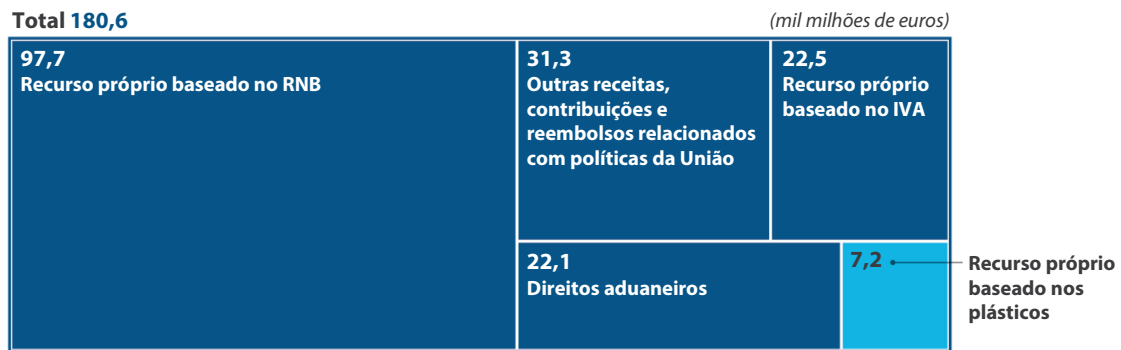 Total 180,6
(mil milhões de euros)
97,7
Recurso próprio baseado no RNB
31,3
Outras receitas,
contribuições e
reembolsos relacionados
com políticas da União
22,5
Recurso próprio
baseado no IVA
22,1
Direitos aduaneiros
7,2
Recurso próprio
baseado nos
plásticos